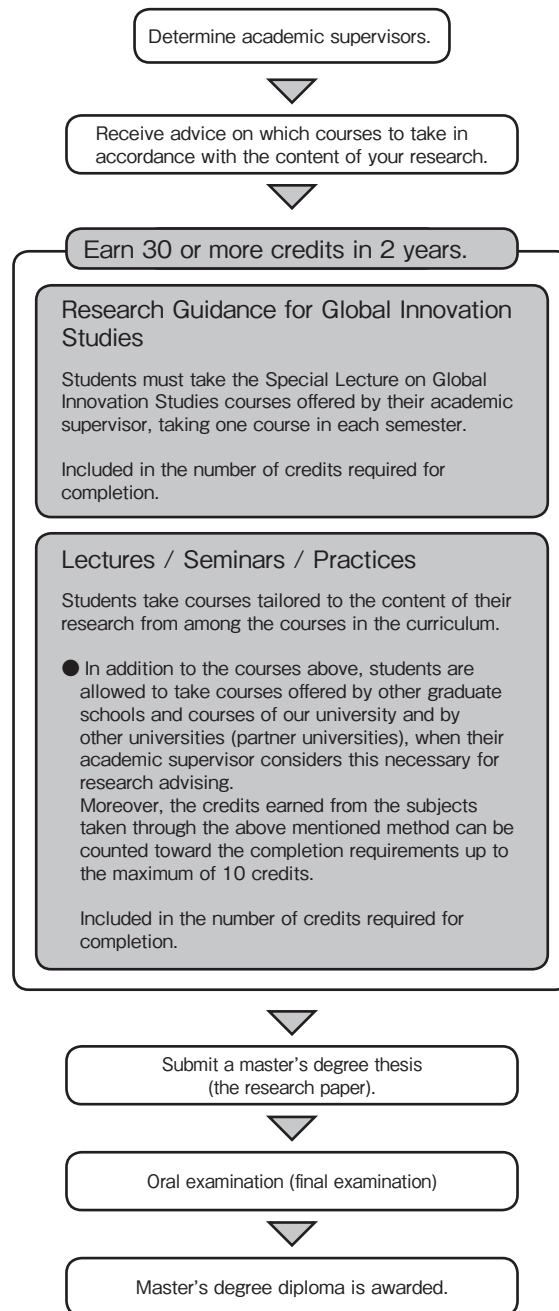 Determine academic supervisors.
Receive advice on which courses to take in
accordance with the content of your research.
Earn 30 or more credits in 2 years.
Research Guidance for Global Innovation
Studies
Students must take the Special Lecture on Global
Innovation Studies courses offered by their academic
supervisor, taking one course in each semester.
Included in the number of credits required for
completion.
Lectures / Seminars / Practices
Students take courses tailored to the content of their
research from among the courses in the curriculum.
● In addition to the courses above, students are
allowed to take courses offered by other graduate
schools and courses of our university and by
other universities (partner universities), when their
academic supervisor considers this necessary for
research advising.
Moreover, the credits earned from the subjects
taken through the above mentioned method can be
counted toward the completion requirements up to
the maximum of 10 credits.
Included in the number of credits required for
completion.
Submit a master's degree thesis
(the research paper).
Oral examination (final examination)
Master's degree diploma is awarded.